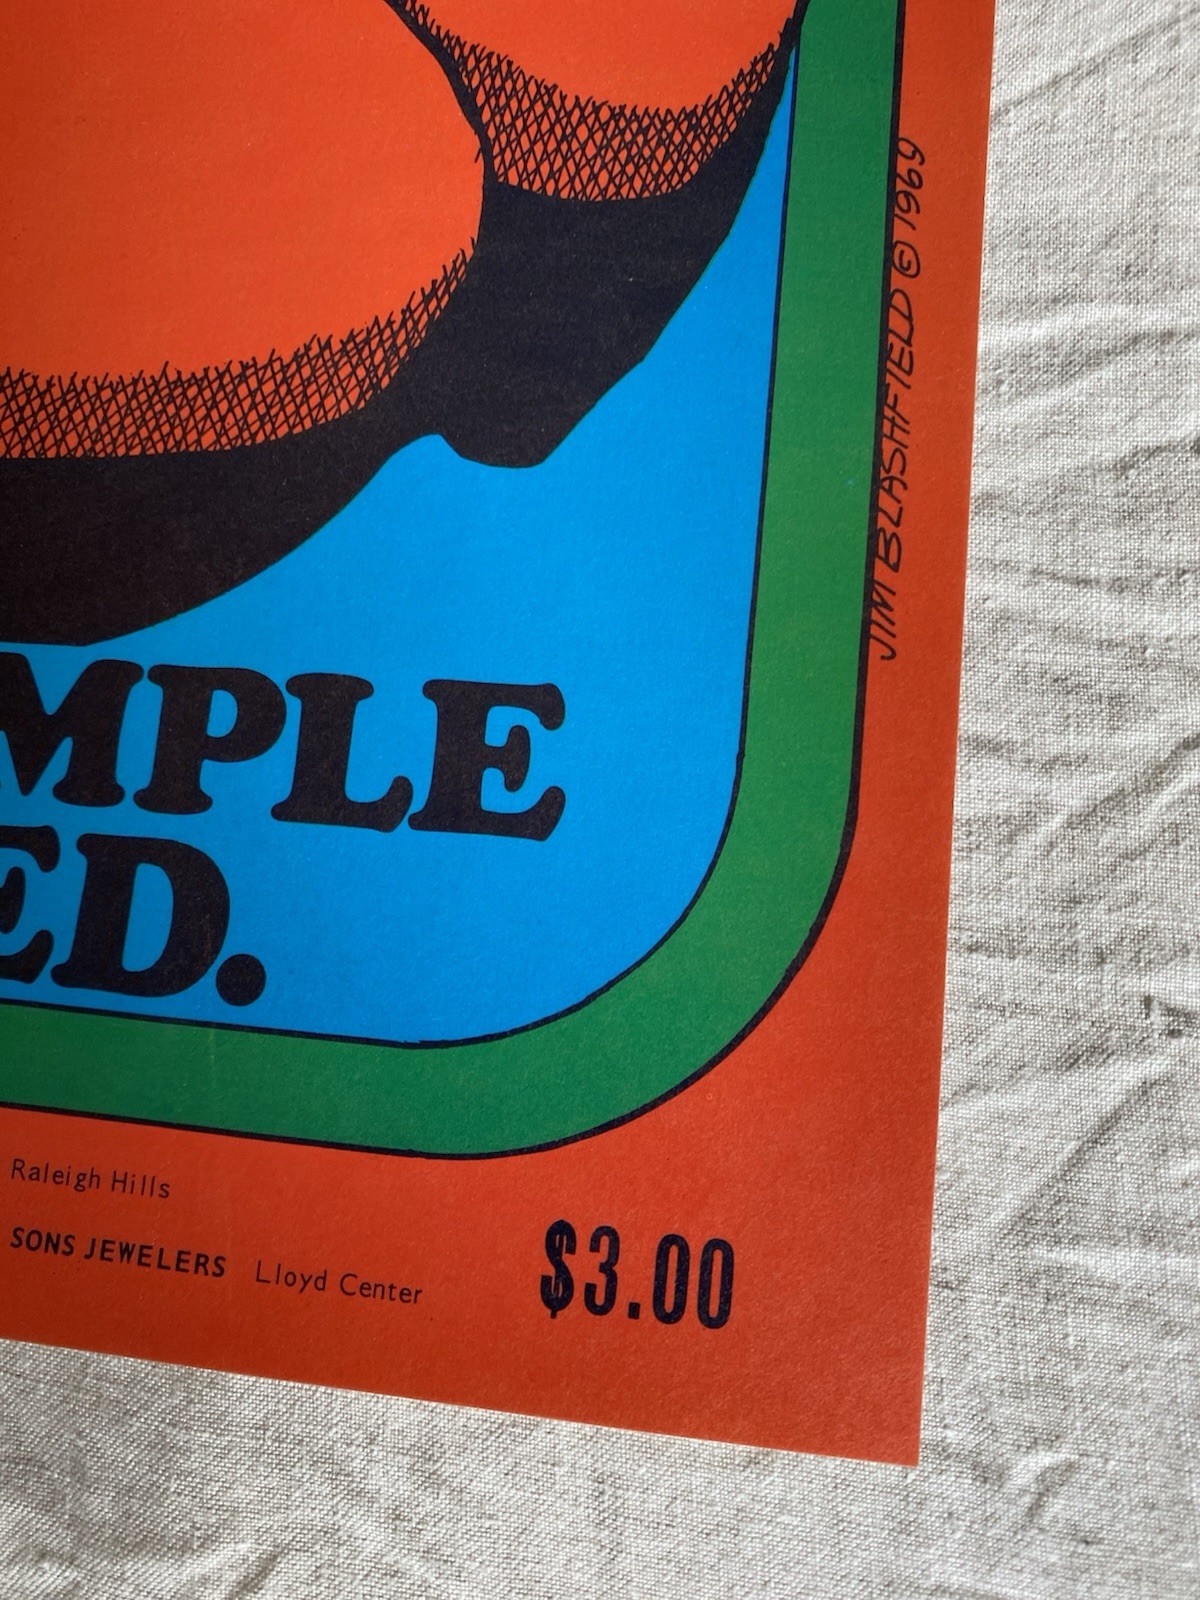 MPLE
ED.
JIM BLASHFIELD © 1969
Raleigh Hills
SONS JEWELERS Lloyd Center
$3.00